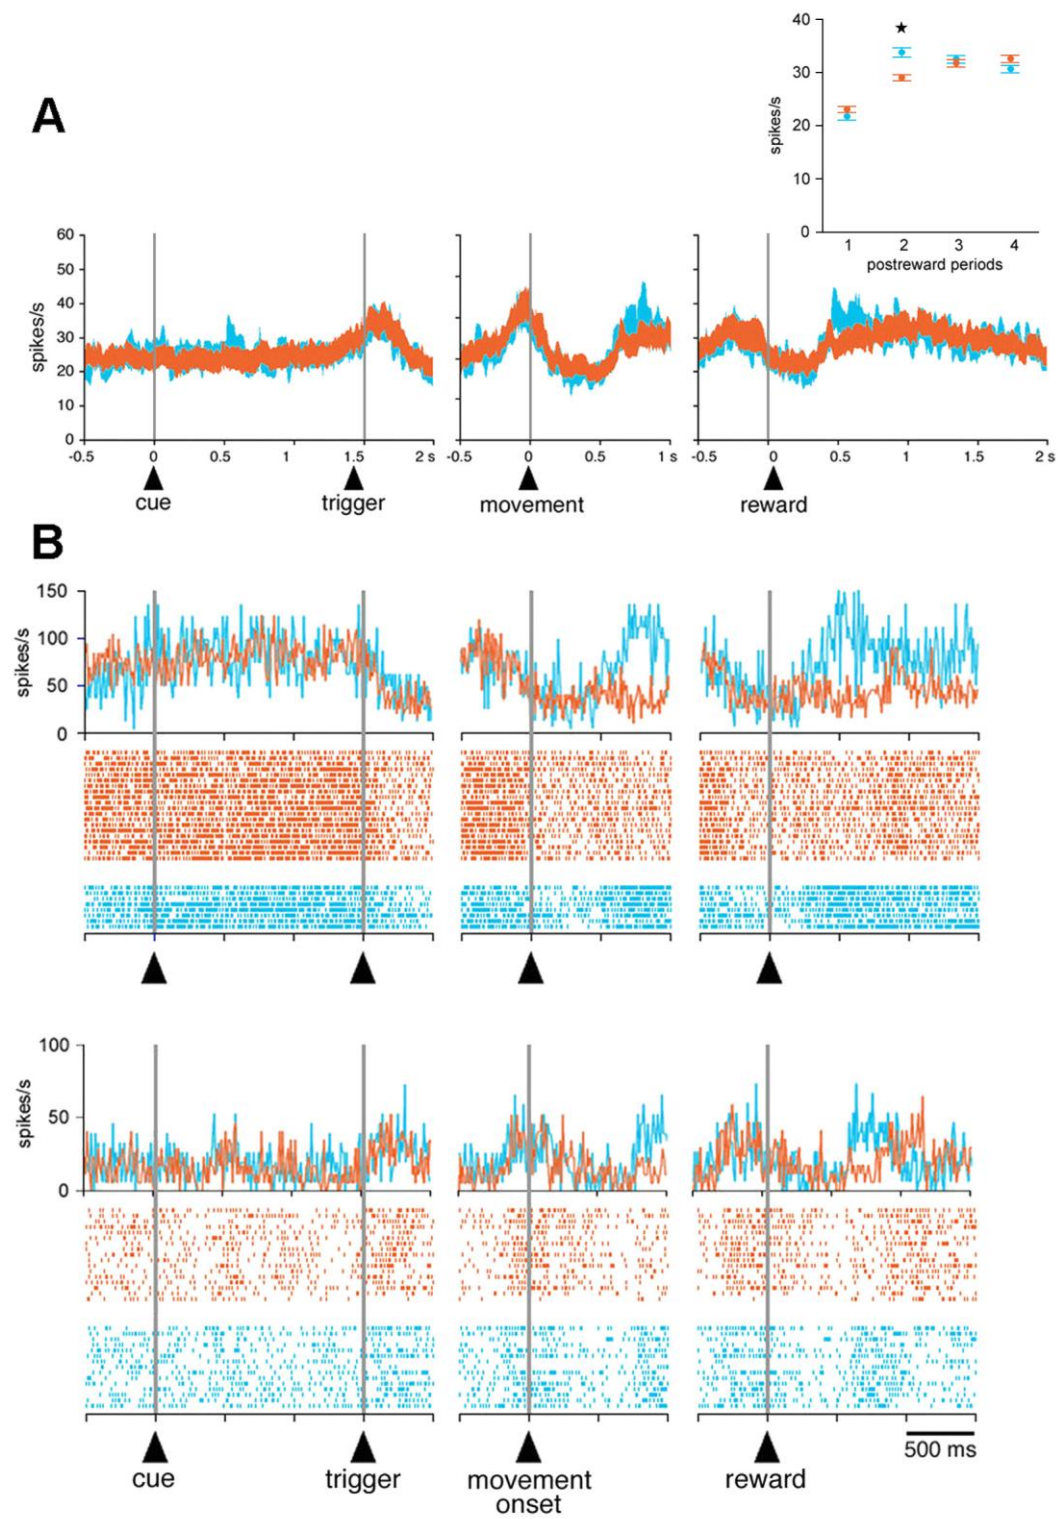 A
★
40
30
20
10
0
spikes/s
1 2 3 4
postreward periods
60
50
40
30
20
10
0
spikes/s
-0.5 0 0.5 1 1.5 2 s
-0.5 0 0.5 1 s
-0.5 0 0.5 1 1.5 2 s
cue trigger movement reward
B
150
100
50
0
spikes/s
100
50
0
spikes/s
500 ms
cue trigger movement reward
onset